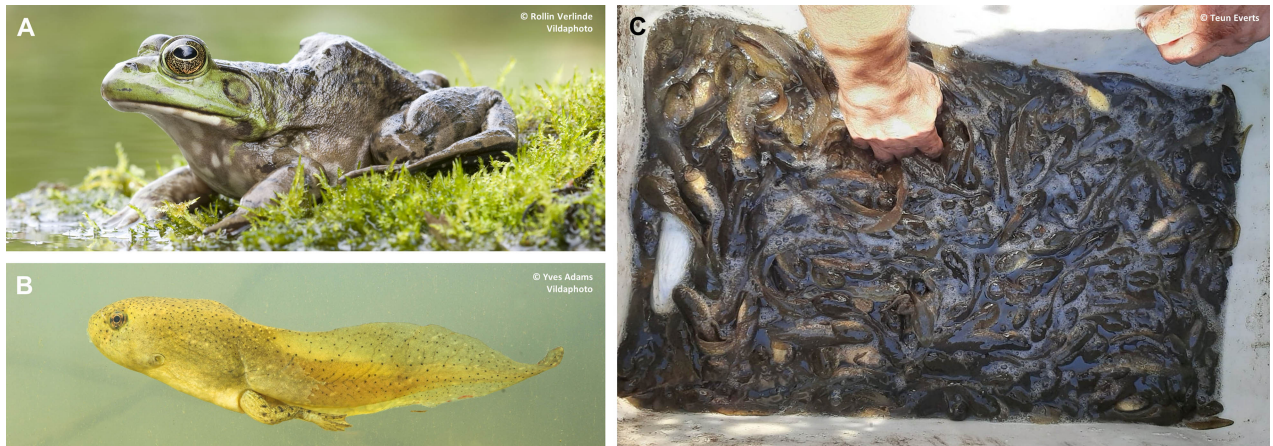 A
© Rollin Verlinde
Vildaphoto
B
© Yves Adams
Vildaphoto
C
© Teun Everts